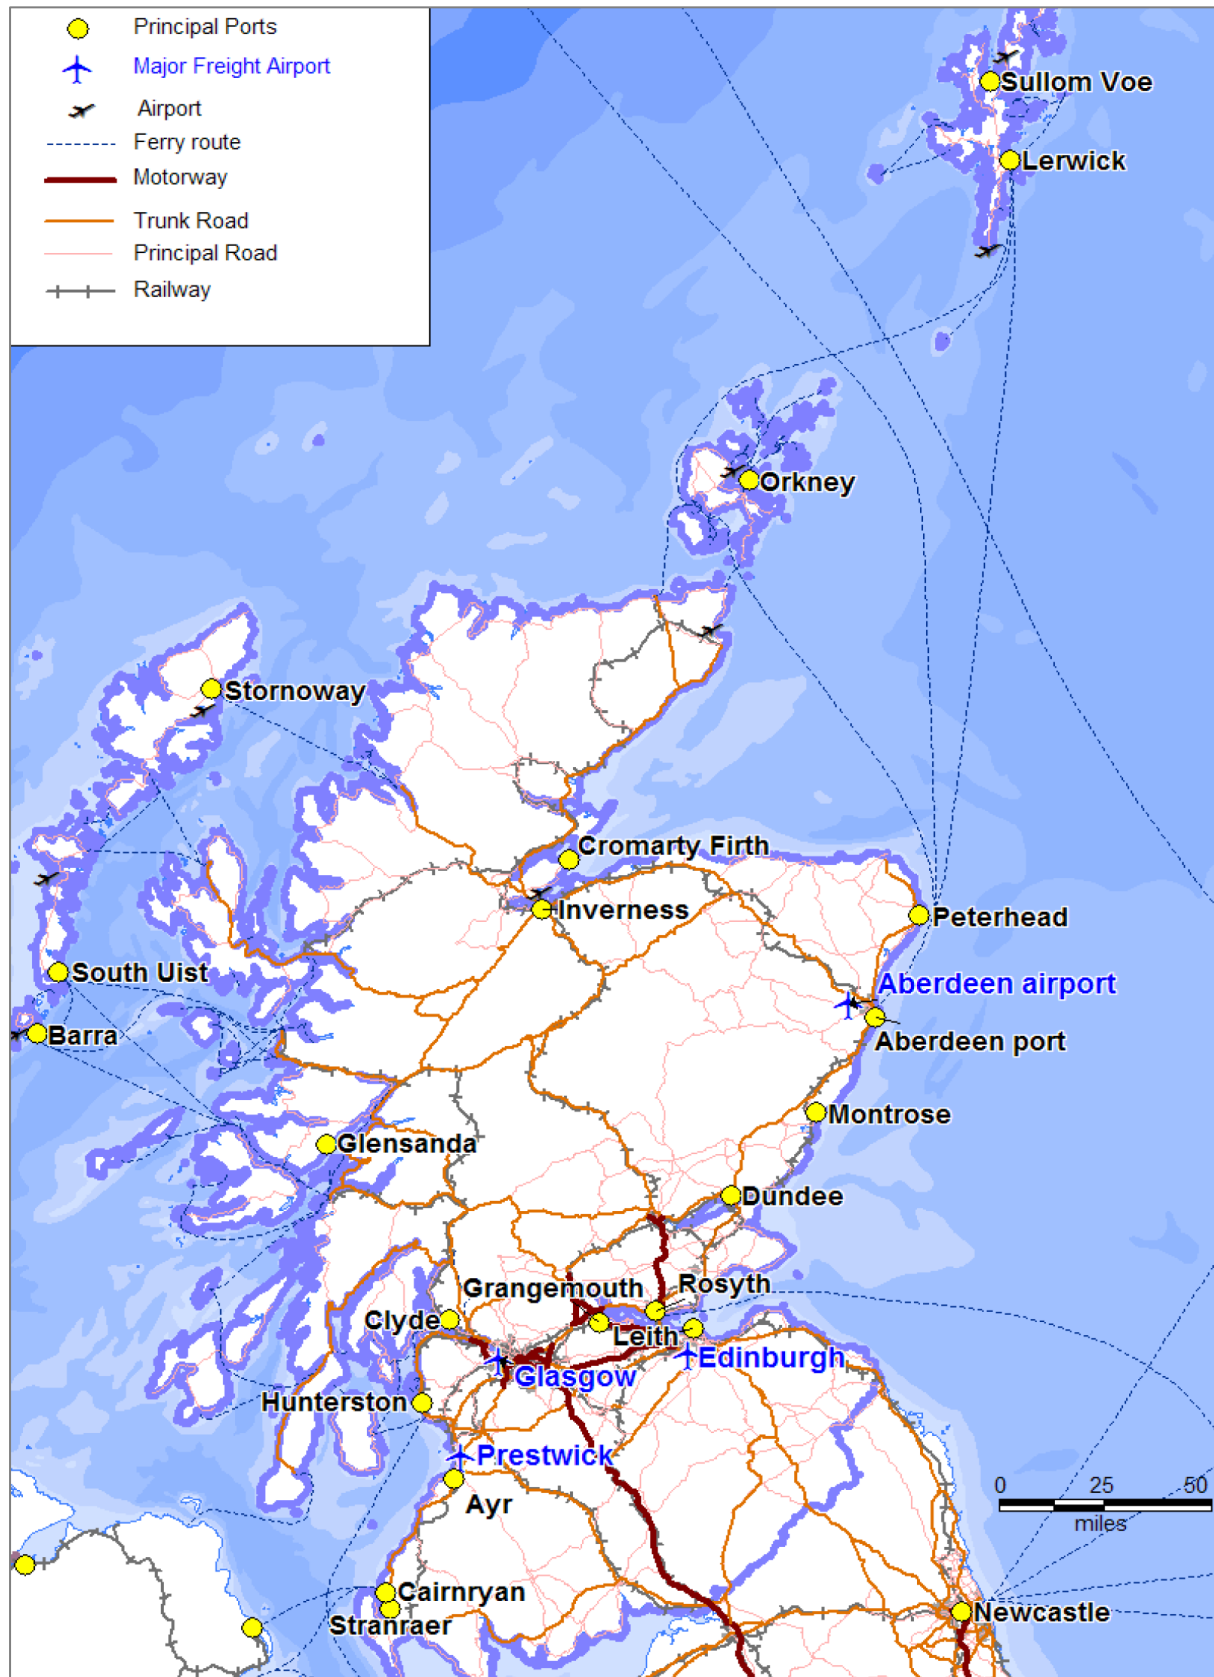 Principal Ports
Major Freight Airport
Airport
Ferry route
Motorway
Trunk Road
Principal Road
Railway
Sullom Voe
Lerwick
Orkney
Stornoway
Cromarty Firth
Inverness
Peterhead
South Uist
Aberdeen airport
Barra
Aberdeen port
Montrose
Glensanda
Dundee
Grangemouth
Rosyth
Clyde
Leith
Edinburgh
Glasgow
Hunterston
Prestwick
0 25 50
miles
Ayr
Cairnryan
Stranraer
Newcastle